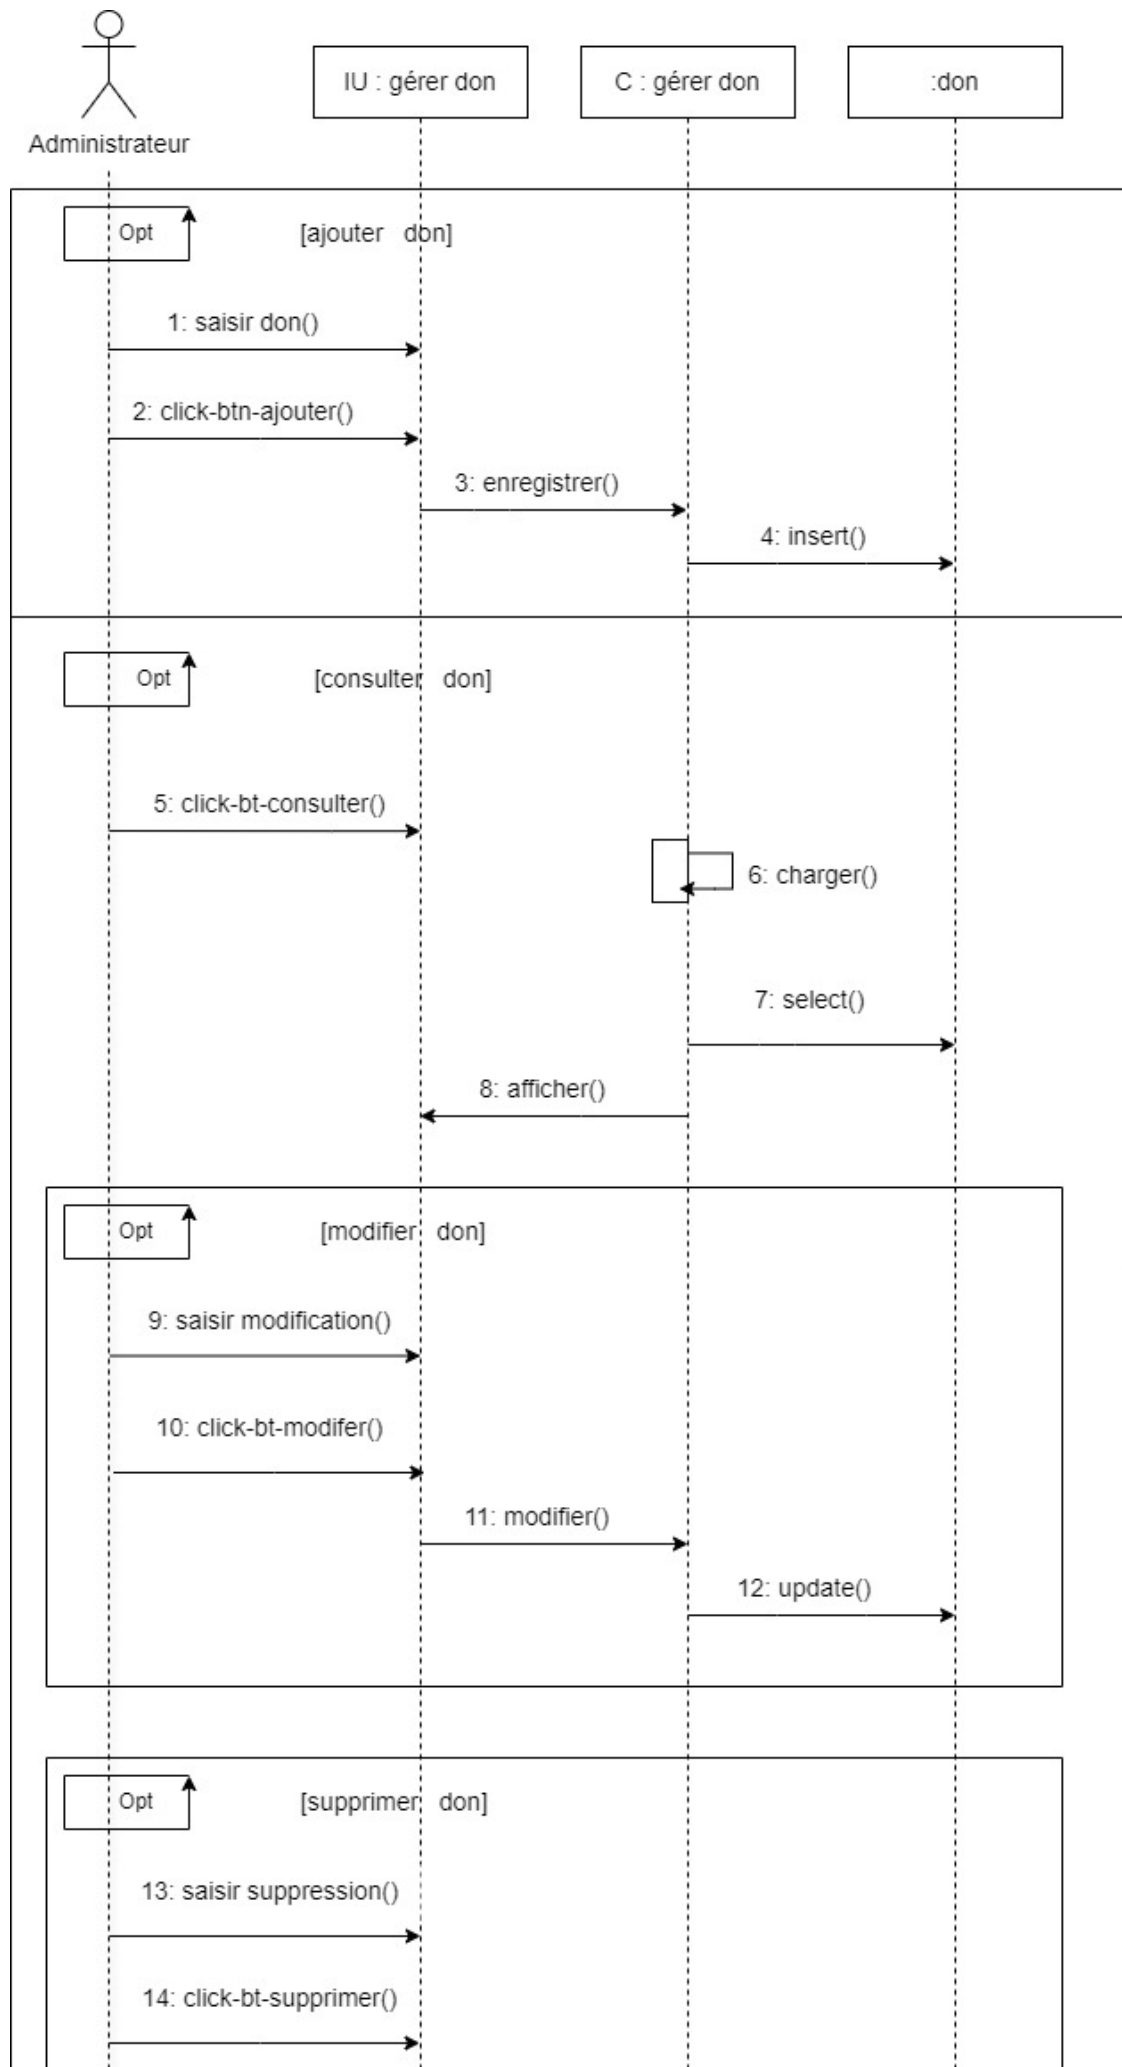 IU : gérer don
C : gérer don
:don
Administrateur
Opt
[ajouter don]
1: saisir don()
2: click-btn-ajouter()
3: enregistrer()
4: insert()
Opt
[consulter don]
5: click-bt-consulter()
6: charger()
7: select()
8: afficher()
Opt
[modifier don]
9: saisir modification()
10: click-bt-modifer()
11: modifier()
12: update()
Opt
[supprimer don]
13: saisir suppression()
14: click-bt-supprimer()